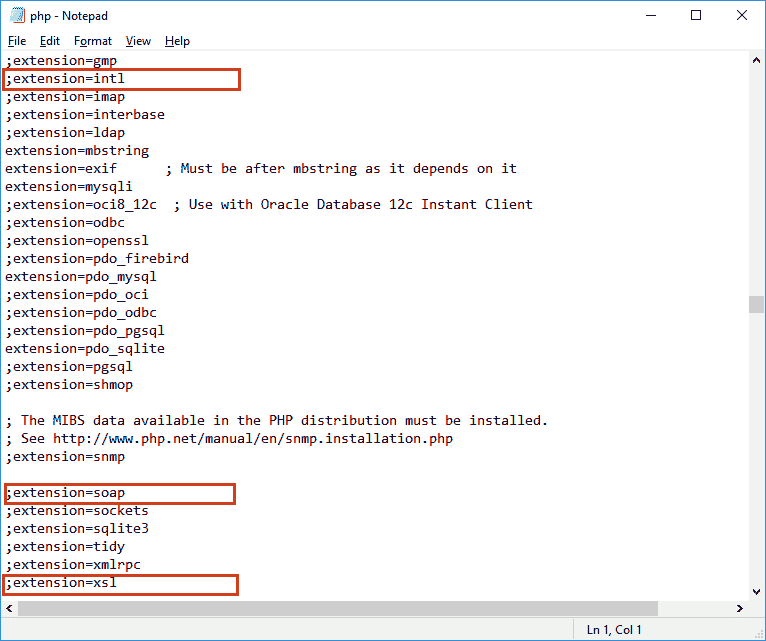 php - Notepad
File Edit Format View Help
;extension=gmp
;extension=intl
;extension=imap
;extension=interbase
;extension=ldap
extension=mbstring
extension=exif      ; Must be after mbstring as it depends on it
extension=mysqli
;extension=oci8_12c  ; Use with Oracle Database 12c Instant Client
;extension=odbc
;extension=openssl
;extension=pdo_firebird
extension=pdo_mysql
;extension=pdo_oci
;extension=pdo_odbc
;extension=pdo_pgsql
extension=pdo_sqlite
;extension=pgsql
;extension=shmop
; The MIBS data available in the PHP distribution must be installed.
; See http://www.php.net/manual/en/snmp.installation.php
;extension=snmp
;extension=soap
;extension=sockets
;extension=sqlite3
;extension=tidy
;extension=xmlrpc
;extension=xsl
Ln 1, Col 1